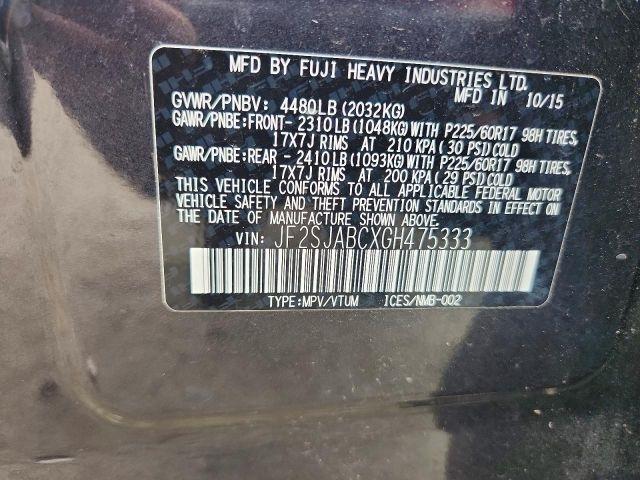 MFD BY FUJI HEAVY INDUSTRIES LTD.
MFD IN 10/15
GVWR/PNBV: 4480LB (2032KG)
GAWR/PNBE:FRONT- 2310LB (1048KG) WITH P225/60R17 98H TIRES,
17X7J RIMS AT 210 KPA (30 PSI) COLD
GAWR/PNBE:REAR - 2410LB (1093KG) WITH P225/60R17 98H TIRES,
17X7J RIMS AT 200 KPA (29 PSI) COLD
THIS VEHICLE CONFORMS TO ALL APPLICABLE FEDERAL MOTOR
VEHICLE SAFETY AND THEFT PREVENTION STANDARDS IN EFFECT ON
THE DATE OF MANUFACTURE SHOWN ABOVE.
VIN: JF2SJABCXGH475333
TYPE:MPV/VTUM ICES/NMB-002